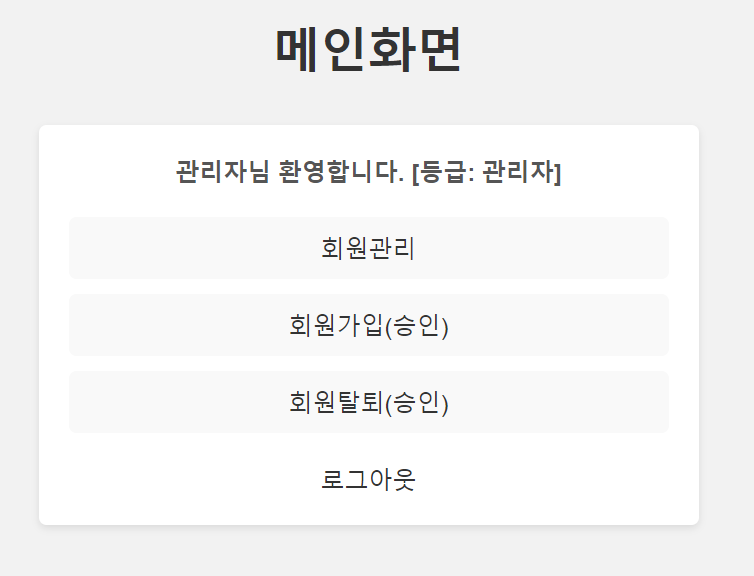 메인화면
관리자님 환영합니다. [등급: 관리자]
회원관리
회원가입(승인)
회원탈퇴(승인)
로그아웃